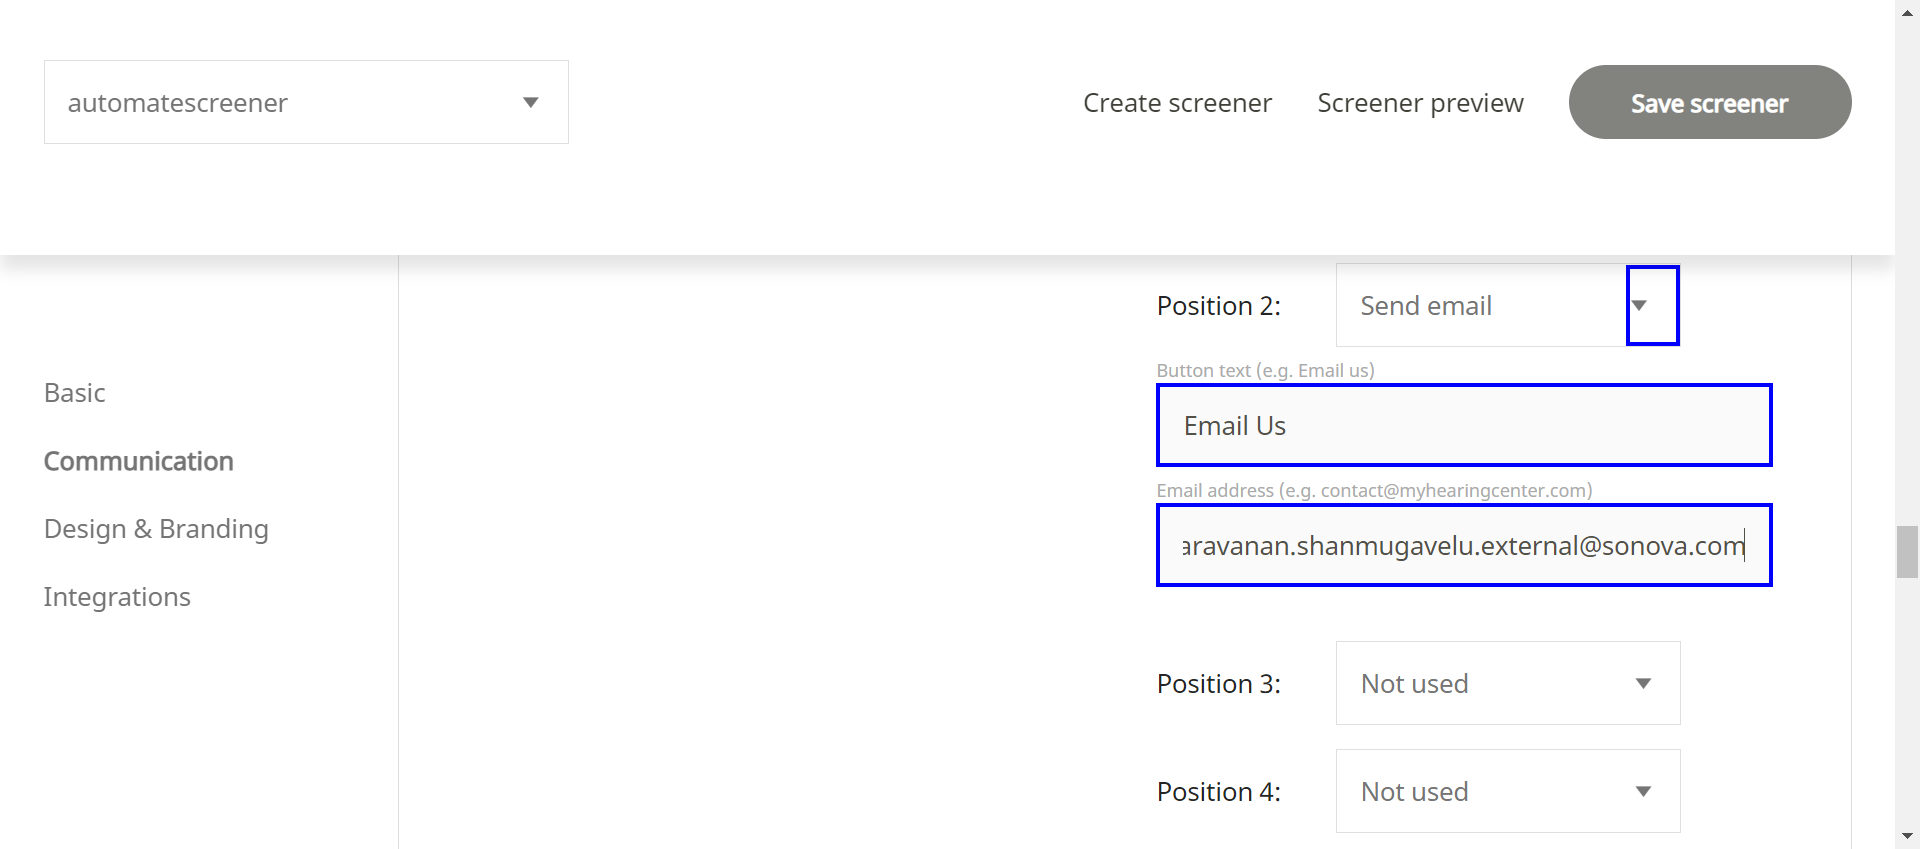 automatescreener
Create screener
Screener preview
Save screener
Position 2:
Send email
Button text (e.g. Email us)
Email Us
Email address (e.g. contact@myhearingcenter.com)
aravanan.shanmugavelu.external@sonova.com
Basic
Communication
Design & Branding
Integrations
Position 3:
Not used
Position 4:
Not used